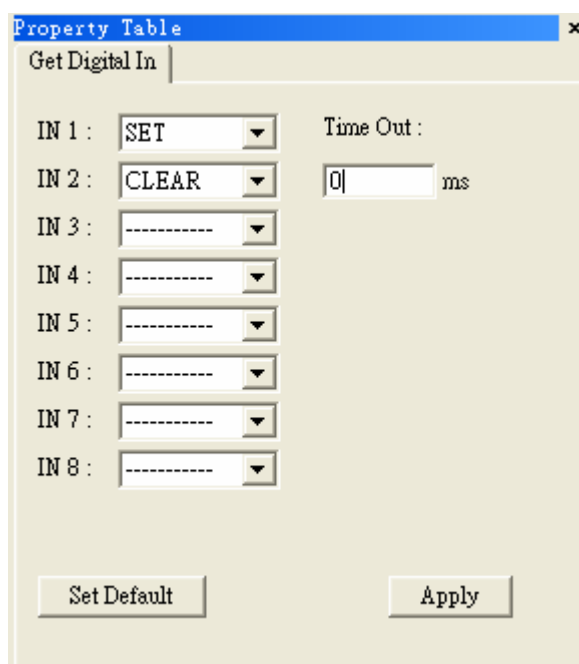 Property Table ×
Get Digital In
IN 1 : SET Time Out :
IN 2 : CLEAR 0 ms
IN 3 : -----------
IN 4 : -----------
IN 5 : -----------
IN 6 : -----------
IN 7 : -----------
IN 8 : -----------
Set Default Apply